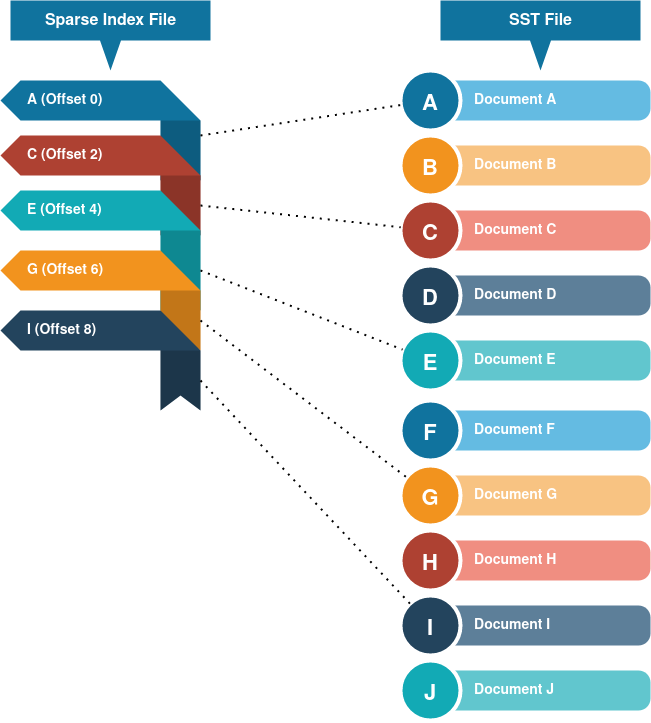 Sparse Index File
A (Offset 0)
C (Offset 2)
E (Offset 4)
G (Offset 6)
I (Offset 8)
SST File
A Document A
B Document B
C Document C
D Document D
E Document E
F Document F
G Document G
H Document H
I Document I
J Document J